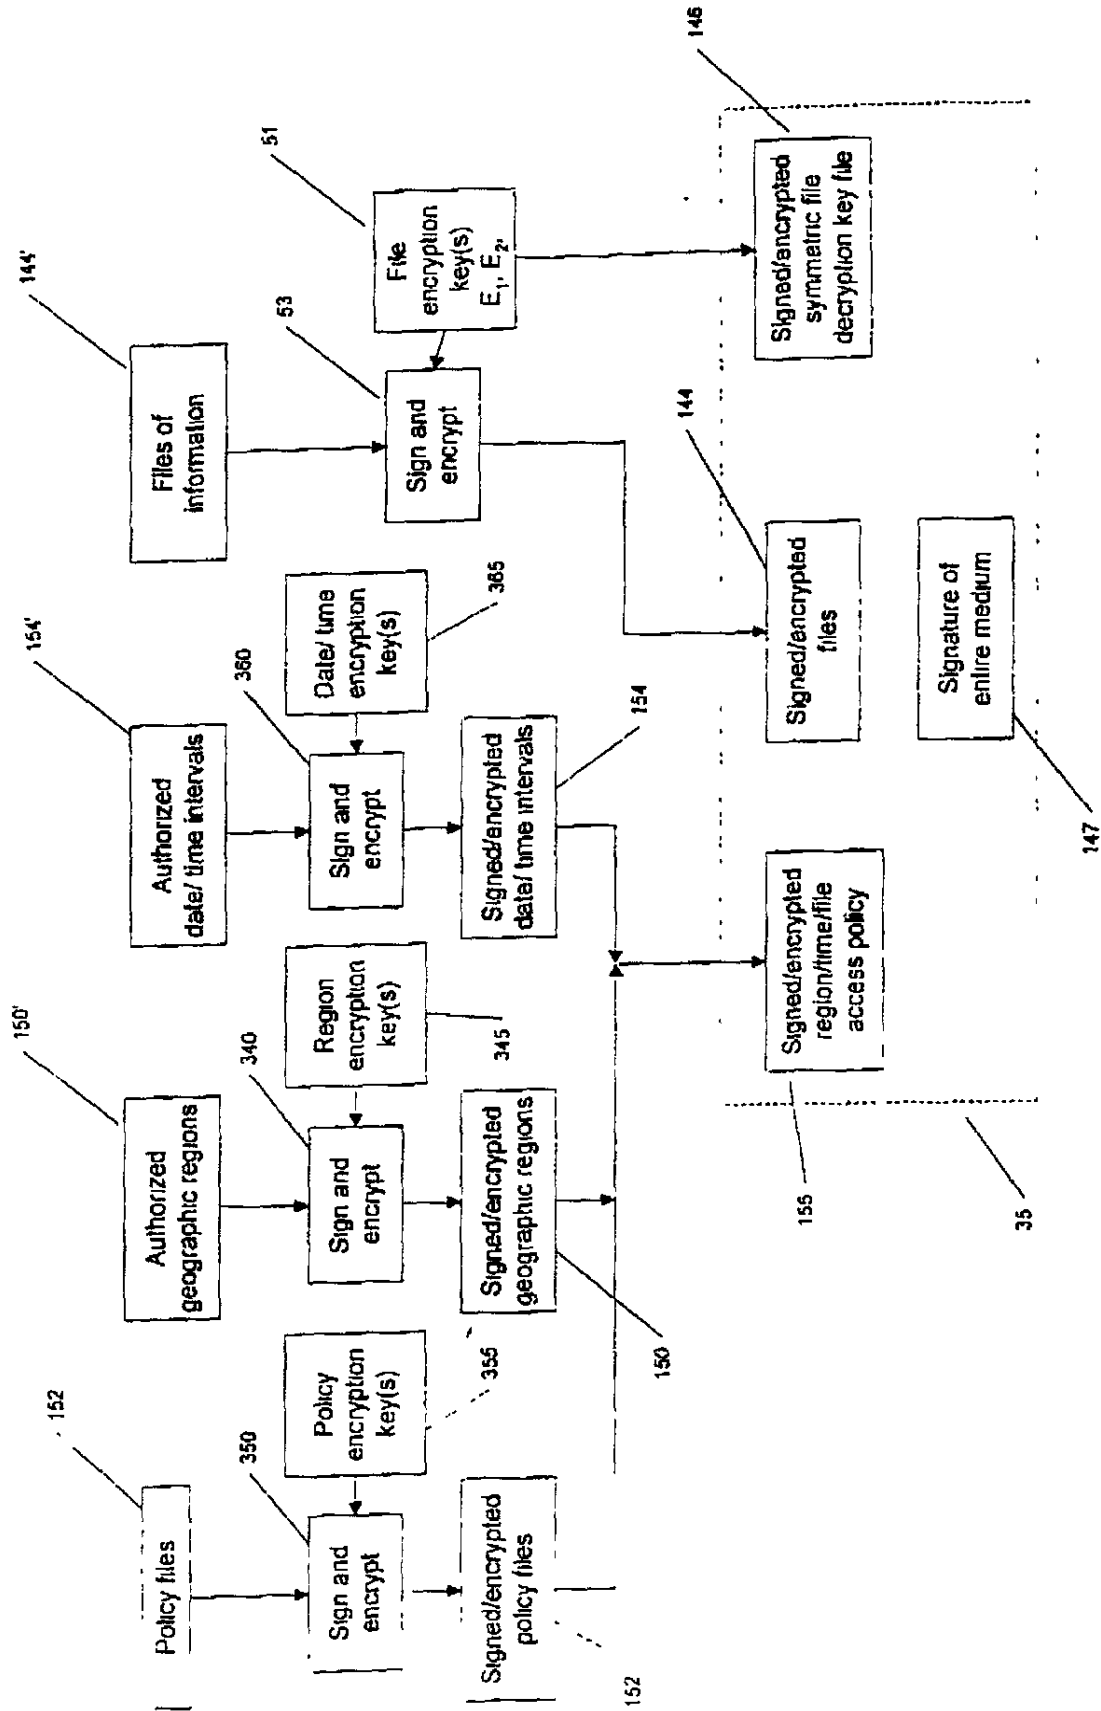 152
Policy files
350
Sign and
encrypt
Policy
encryption
key(s)
355
Signed/encrypted
policy files
152
150'
Authorized
geographic regions
340
Sign and
encrypt
Region
encryption
key(s)
345
Signed/encrypted
geographic regions
150
154'
Authorized
date/ time intervals
360
Sign and
encrypt
Date/ time
encryption
key(s)
365
Signed/encrypted
date/ time intervals
154
144'
Files of
information
53
Sign and
encrypt
51
File
encryption
key(s)
E1, E2,
155
Signed/encrypted
region/time/file
access policy
35
144
Signed/encrypted
files
146
Signed/encrypted
symmetric file
decryption key file
Signature of
entire medium
147